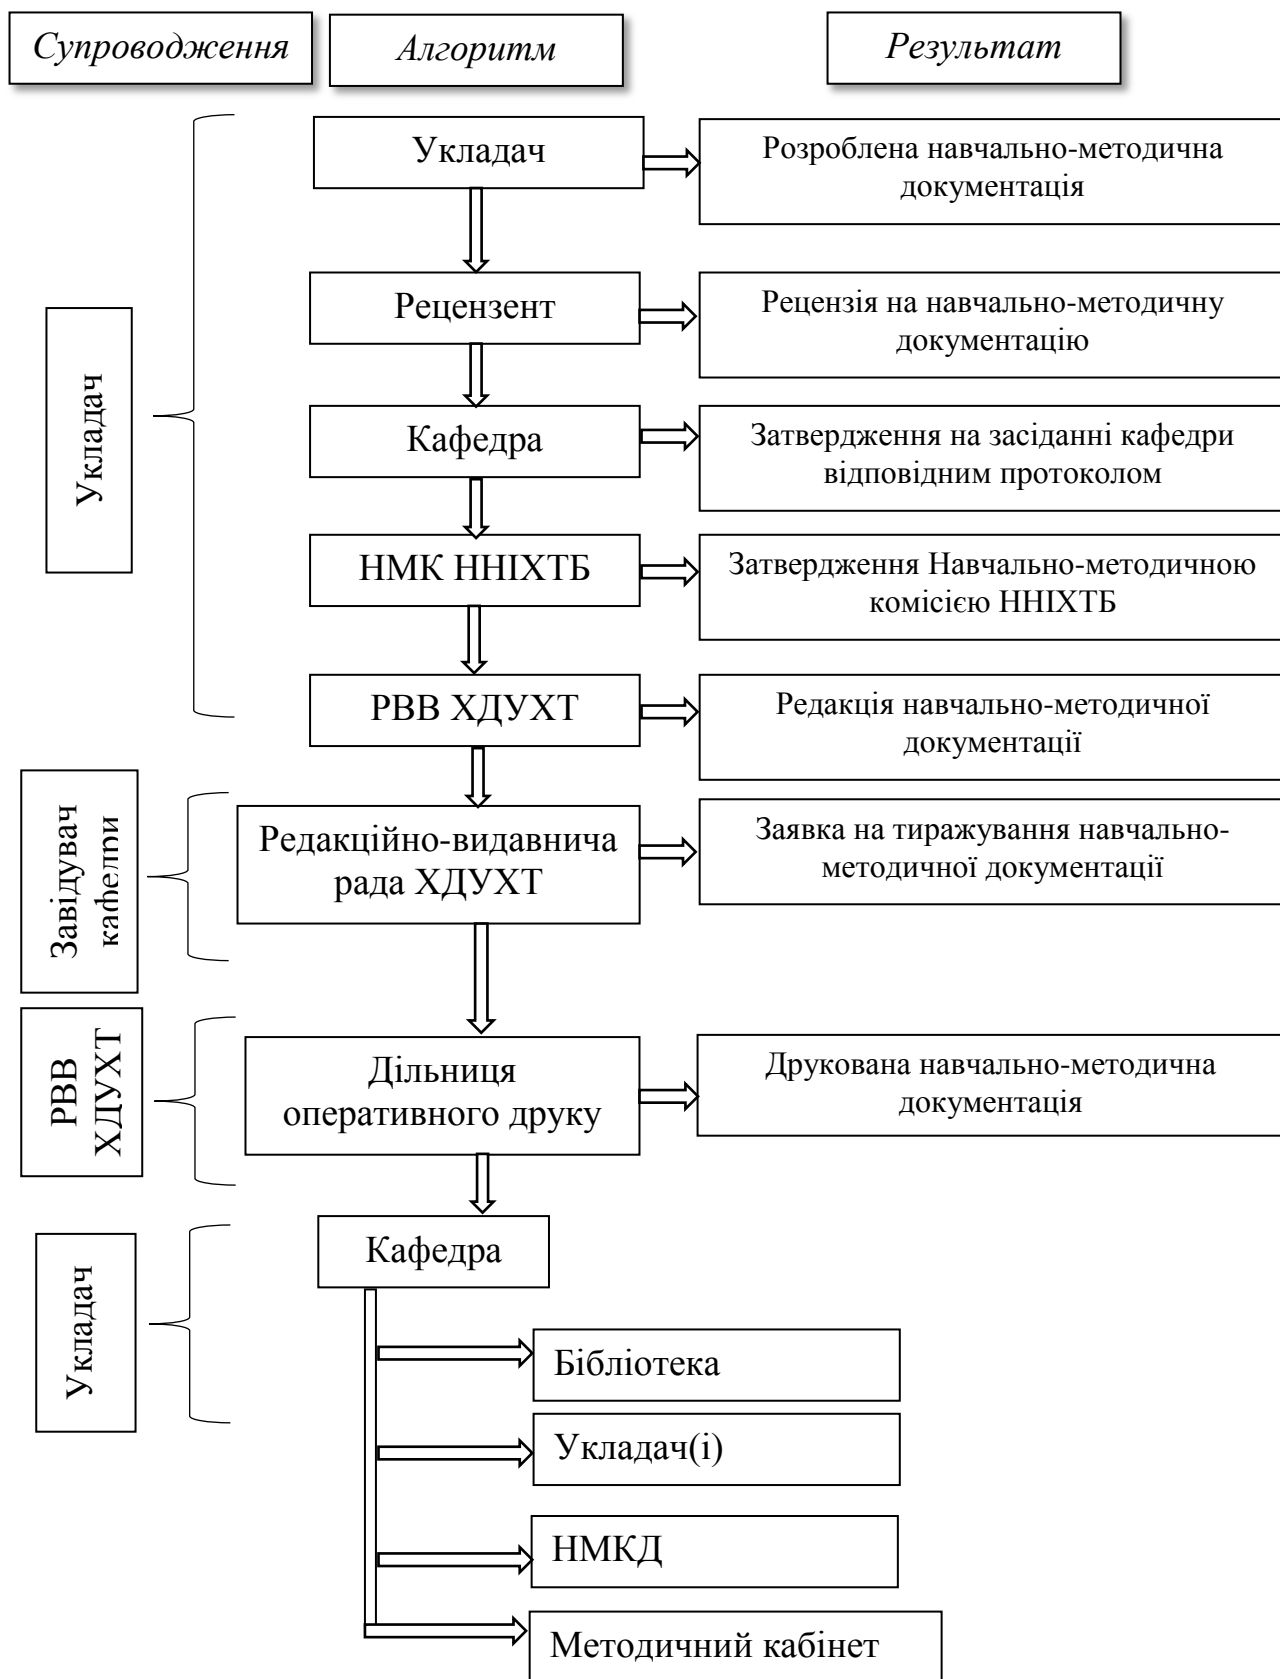 Супроводження
Алгоритм
Результат
Укладач
Укладач
Розроблена навчально-методична
документація
Рецензент
Рецензія на навчально-методичну
документацію
Кафедра
Затвердження на засіданні кафедри
відповідним протоколом
НМК ННІХТБ
Затвердження Навчально-методичною
комісією ННІХТБ
РВВ ХДУХТ
Редакція навчально-методичної
документації
Завідувач
кафедри
Редакційно-видавнича
рада ХДУХТ
Заявка на тиражування навчально-
методичної документації
РВВ
ХДУХТ
Дільниця
оперативного друку
Друкована навчально-методична
документація
Укладач
Кафедра
Бібліотека
Укладач(і)
НМКД
Методичний кабінет